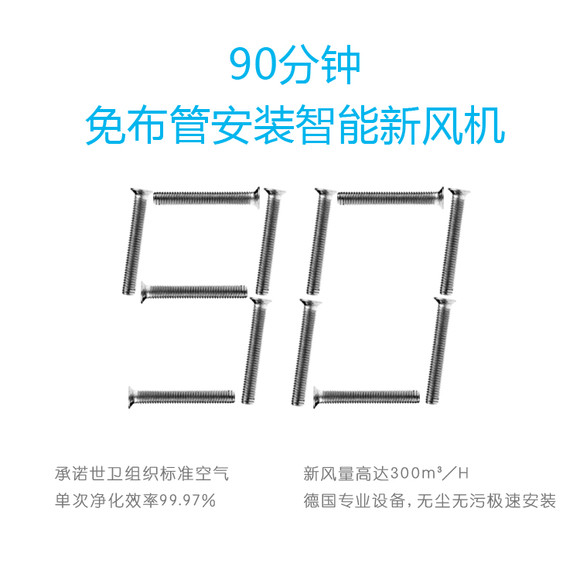 90分钟
免布管安装智能新风机
90
承诺世卫组织标准空气
单次净化效率99.97%
新风量高达300m³/H
德国专业设备,无尘无污极速安装